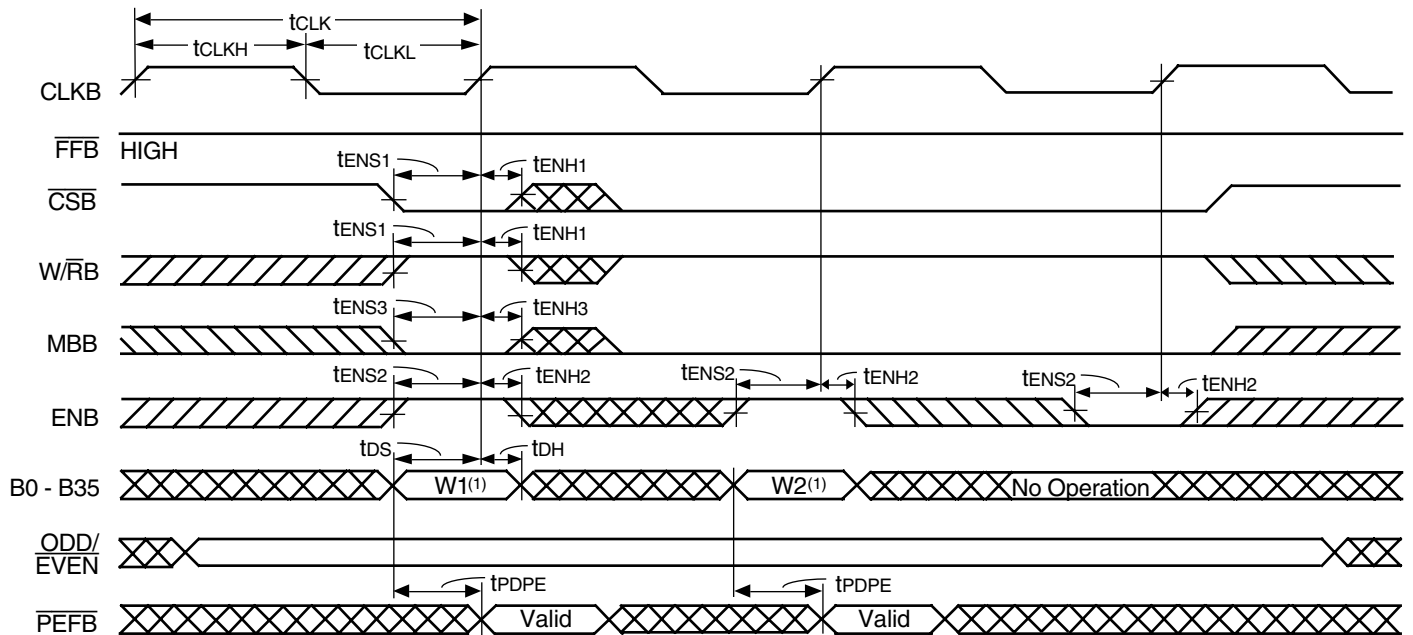 tCLK
tCLKH tCLKL
CLKB
FFB HIGH
tENS1 tENH1
CSB
tENS1 tENH1
W/RB
tENS3 tENH3
MBB
tENS2 tENH2 tENS2 tENH2 tENS2 tENH2
ENB
tDS tDH
B0 - B35 W1(1) W2(1) No Operation
ODD/
EVEN
tPDPE tPDPE
PEFB Valid Valid